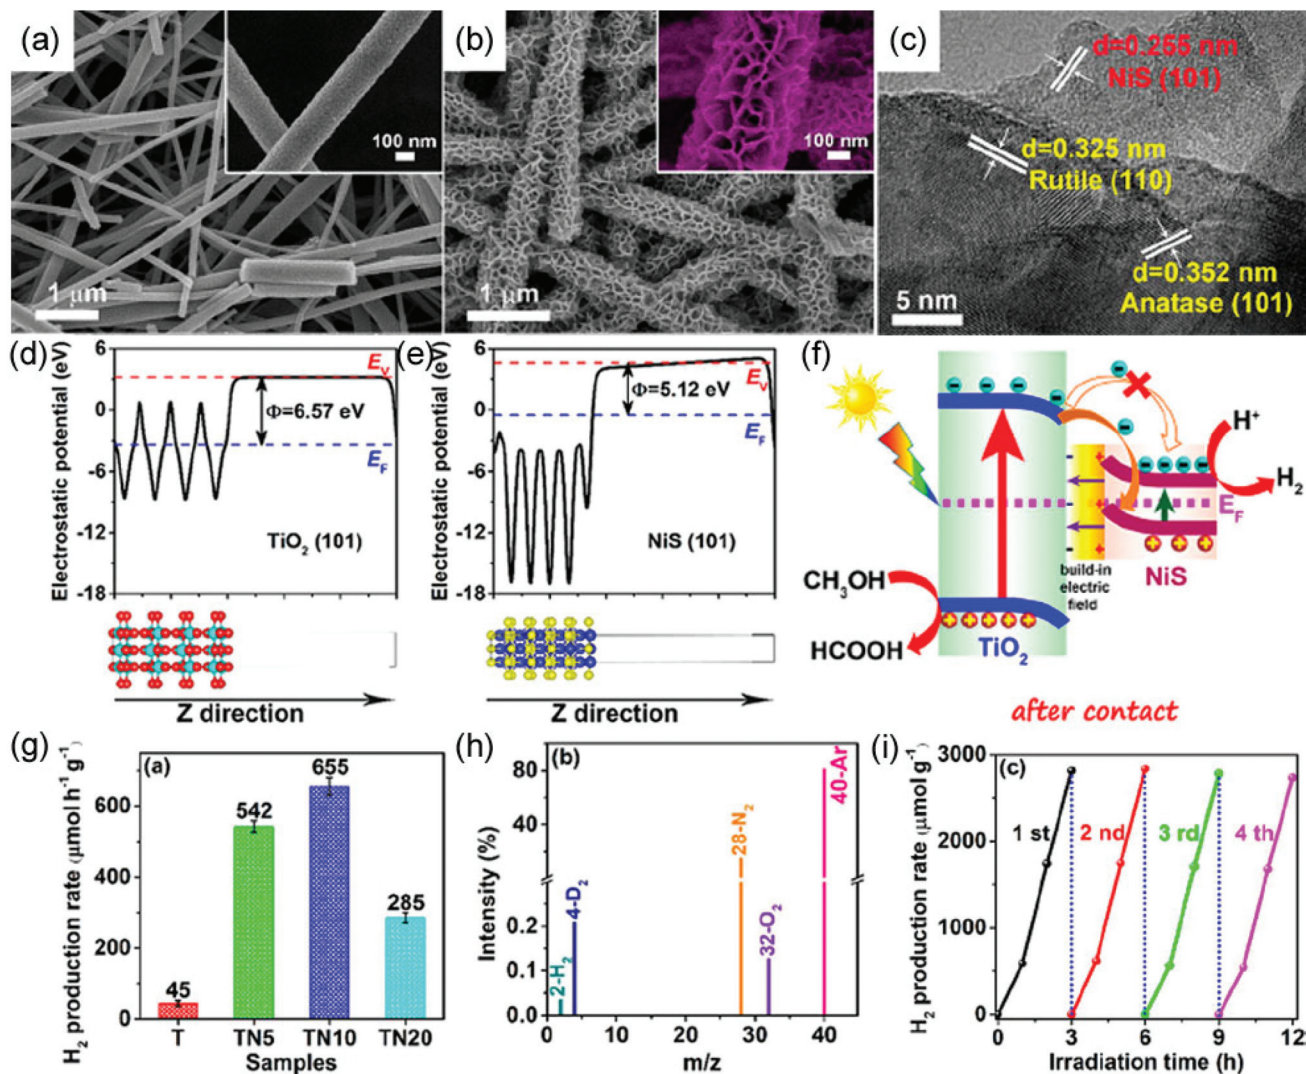 (a)
100 nm
1 μm
(b)
100 nm
1 μm
(c)
d=0.255 nm
NiS (101)
d=0.325 nm
Rutile (110)
d=0.352 nm
Anatase (101)
5 nm
(d)
Electrostatic potential (eV)
6
0
-6
-12
-18
E_V
Φ=6.57 eV
E_F
TiO₂ (101)
Z direction
(e)
Electrostatic potential (eV)
6
0
-6
-12
-18
E_V
Φ=5.12 eV
E_F
NiS (101)
Z direction
(f)
H⁺
H₂
E_F
NiS
build-in
electric
field
CH₃OH
HCOOH
TiO₂
after contact
(g)
H₂ production rate (μmol h⁻¹ g⁻¹)
(a)
600
400
200
0
45
542
655
285
T TN5 TN10 TN20
Samples
(h)
Intensity (%)
(b)
80
40
0.2
0.1
0.0
2-H₂
4-D₂
28-N₂
32-O₂
40-Ar
0 10 20 30 40
m/z
(i)
H₂ production rate (μmol g⁻¹)
(c)
3000
2000
1000
0
1 st
2 nd
3 rd
4 th
0 3 6 9 12
Irradiation time (h)